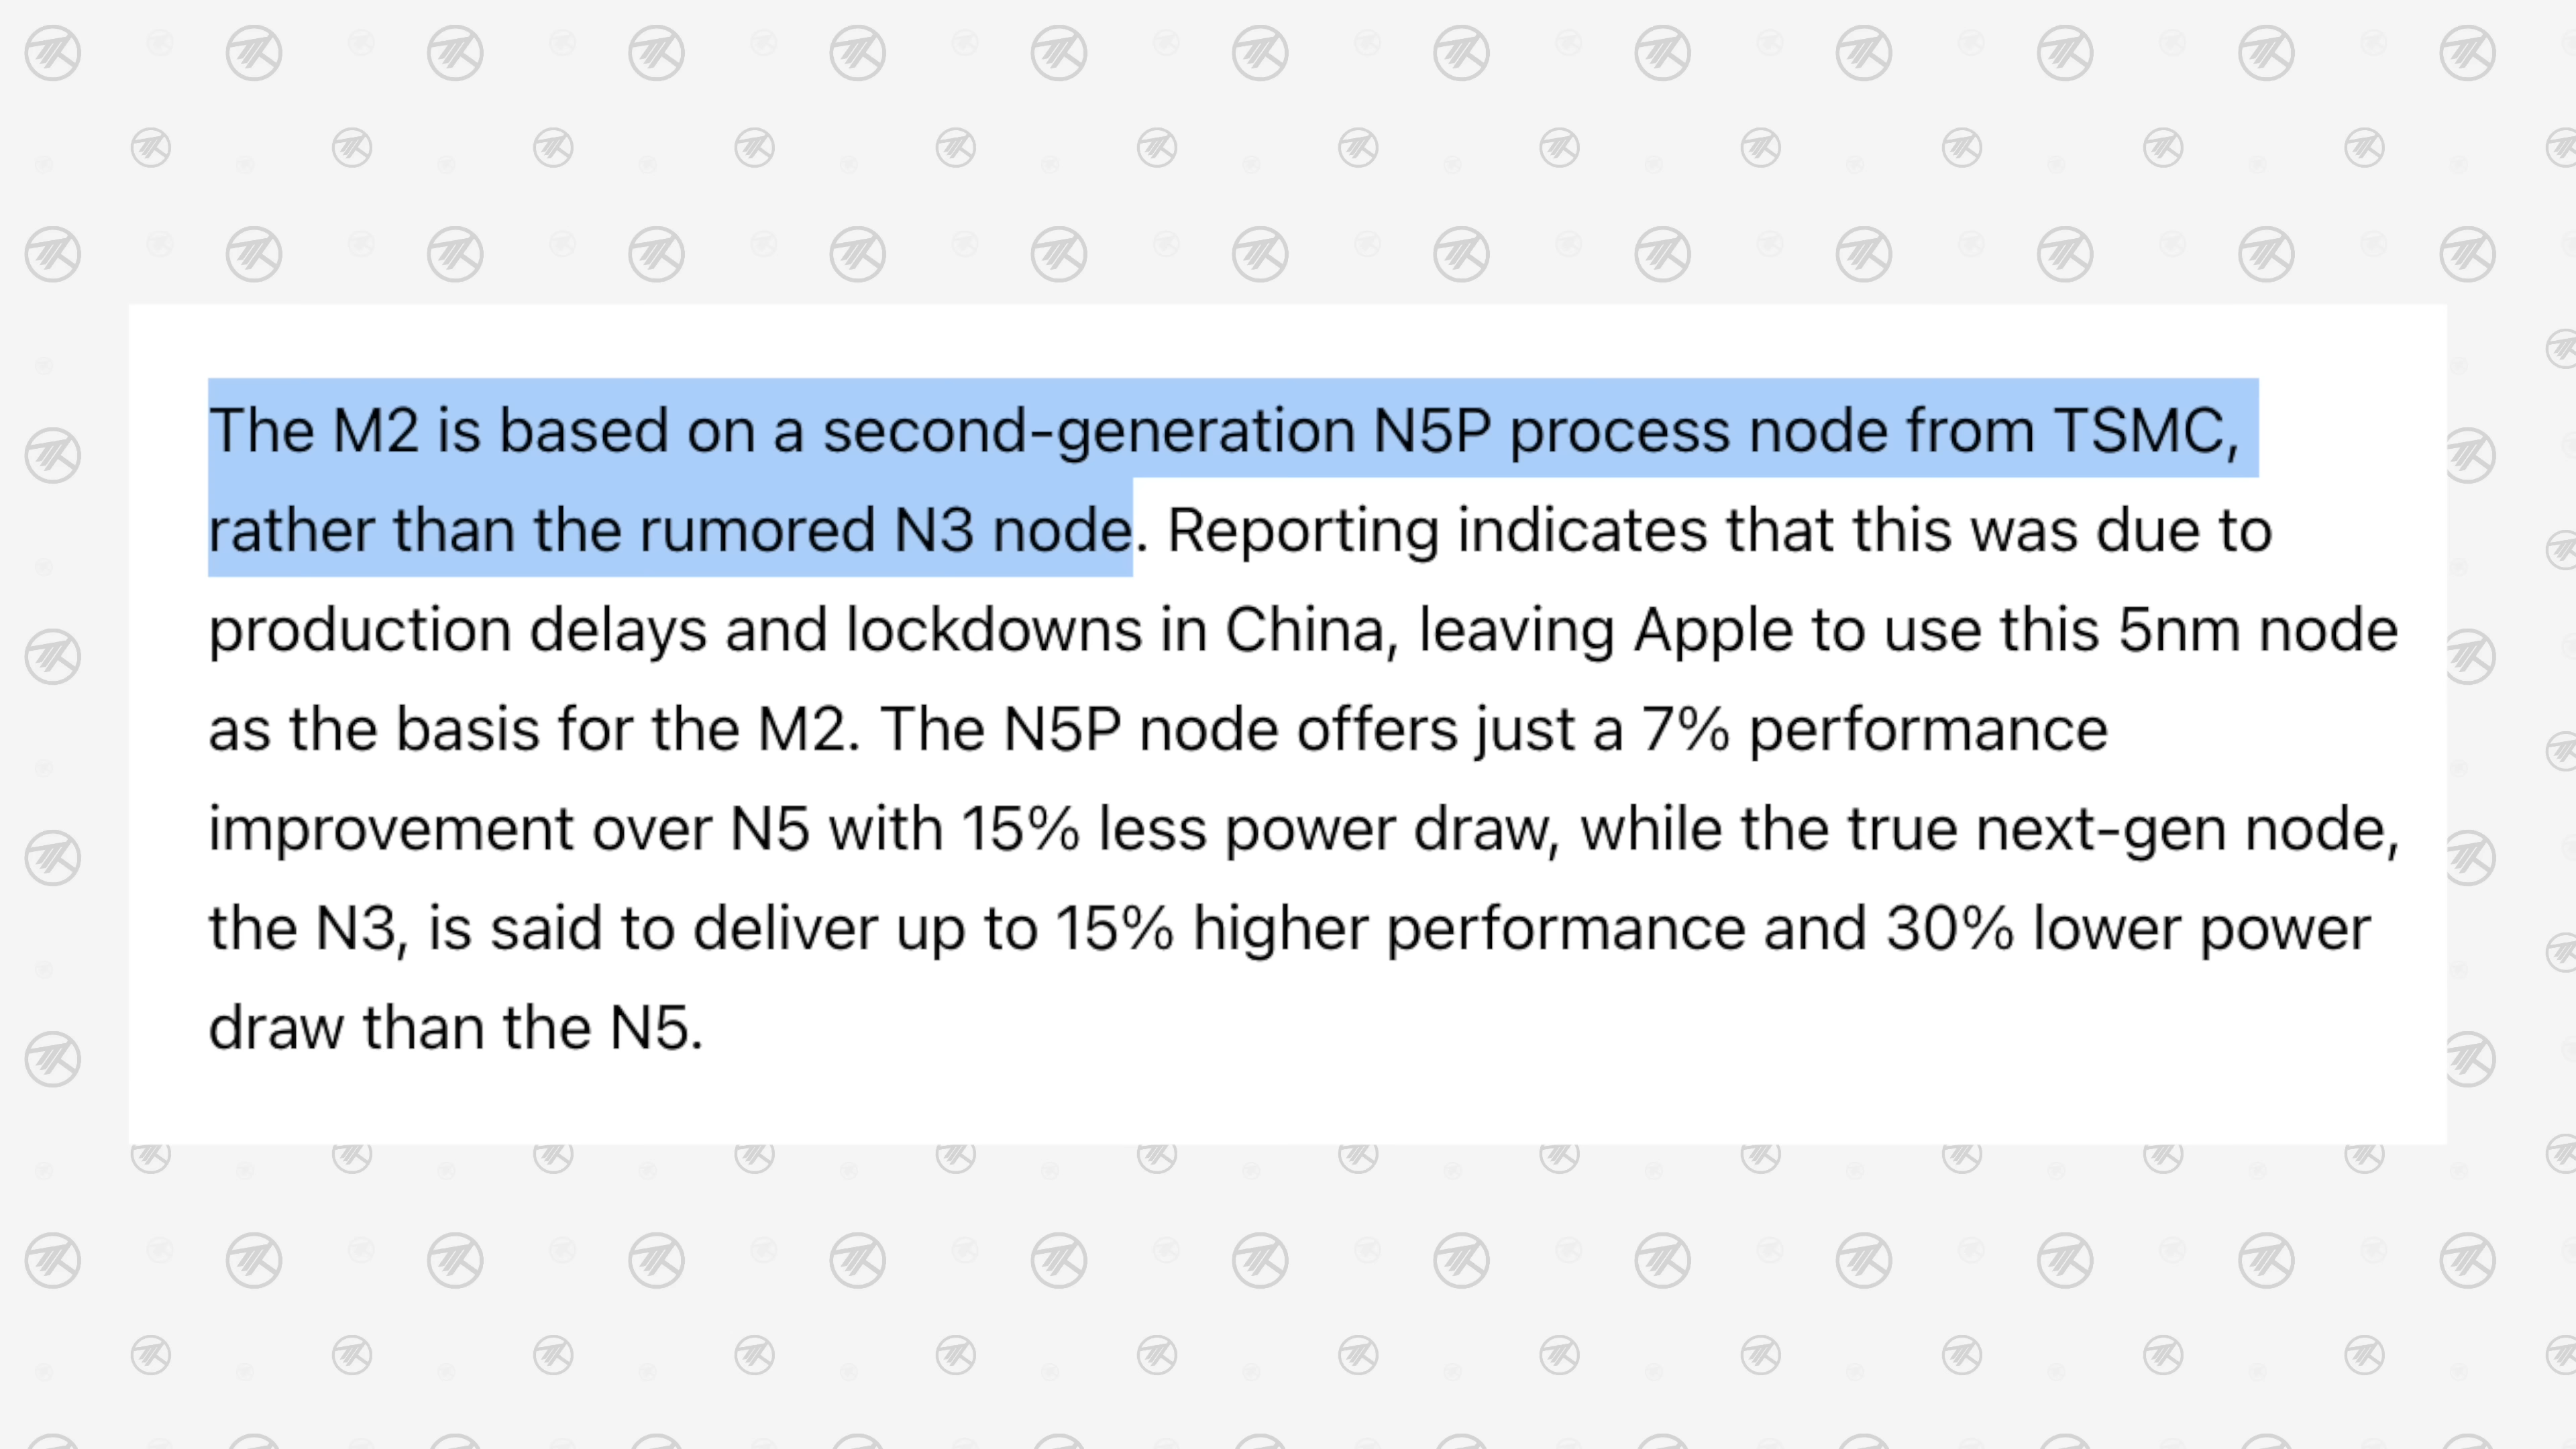 The M2 is based on a second-generation N5P process node from TSMC,
rather than the rumored N3 node. Reporting indicates that this was due to
production delays and lockdowns in China, leaving Apple to use this 5nm node
as the basis for the M2. The N5P node offers just a 7% performance
improvement over N5 with 15% less power draw, while the true next-gen node,
the N3, is said to deliver up to 15% higher performance and 30% lower power
draw than the N5.